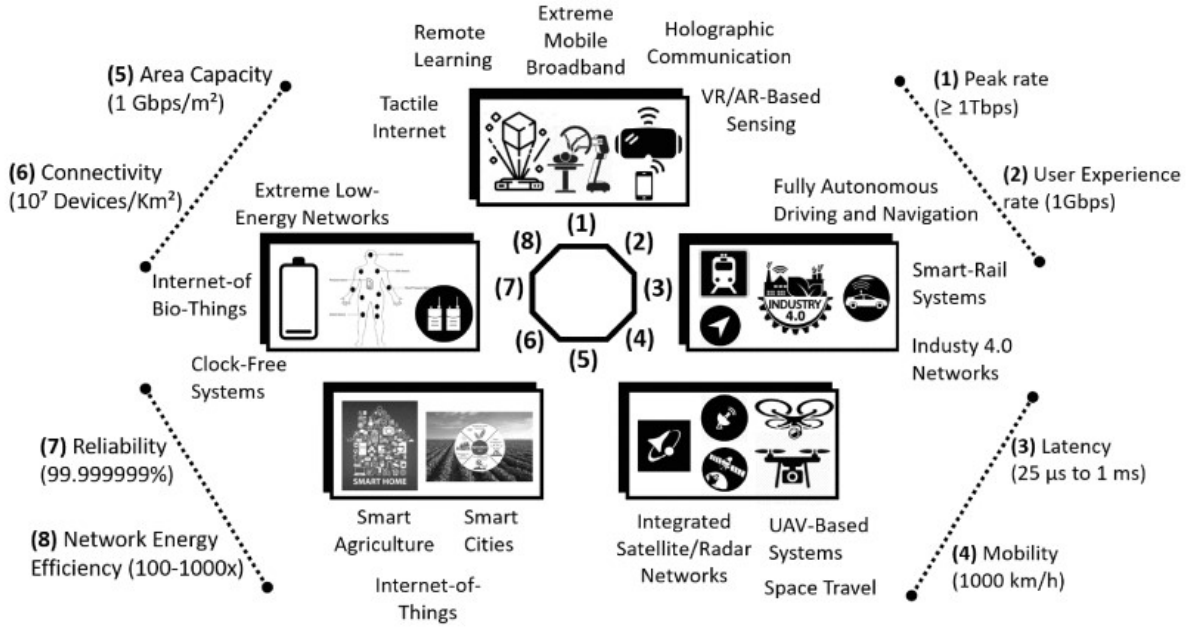 Remote
Learning
Extreme
Mobile
Broadband
Holographic
Communication
(5) Area Capacity
(1 Gbps/m²)
(1) Peak rate
(≥ 1Tbps)
Tactile
Internet
VR/AR-Based
Sensing
(6) Connectivity
(10⁷ Devices/Km²)
(2) User Experience
rate (1Gbps)
Extreme Low-
Energy Networks
Fully Autonomous
Driving and Navigation
(1)
(2)
(3)
(4)
(5)
(6)
(7)
(8)
Internet-of
Bio-Things
INDUSTRY
4.0
Smart-Rail
Systems
Industy 4.0
Networks
Clock-Free
Systems
SMART HOME
(7) Reliability
(99.999999%)
(3) Latency
(25 µs to 1 ms)
Smart
Agriculture
Smart
Cities
Integrated
Satellite/Radar
Networks
UAV-Based
Systems
(8) Network Energy
Efficiency (100-1000x)
(4) Mobility
(1000 km/h)
Internet-of-
Things
Space Travel